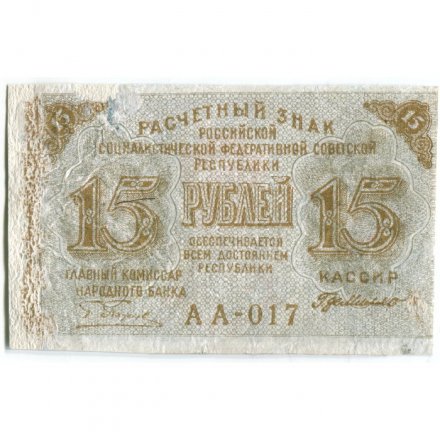 15
15
РАСЧЕТНЫЙ ЗНАК
РОССИЙСКОЙ
СОЦИАЛИСТИЧЕСКОЙ ФЕДЕРАТИВНОЙ СОВЕТСКОЙ
РЕСПУБЛИКИ
15 РУБЛЕЙ 15
ОБЕСПЕЧИВАЕТСЯ
ВСЕМ ДОСТОЯНИЕМ
РЕСПУБЛИКИ
ГЛАВНЫЙ КОМИССАР
НАРОДНОГО БАНКА
КАССИР
АА-017